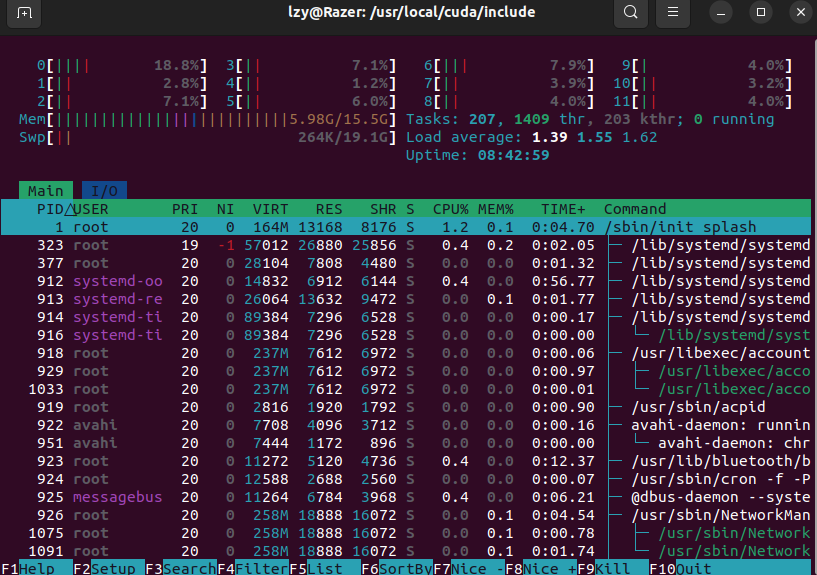 lzy@Razer: /usr/local/cuda/include
0[|||| 18.8%] 3[|| 7.1%] 6[||| 7.9%] 9[| 4.0%]
1[|| 2.8%] 4[|| 1.2%] 7[|| 3.9%] 10[|| 3.2%]
2[|| 7.1%] 5[|| 6.0%] 8[|| 4.0%] 11[|| 4.0%]
Mem[|||||||||||||||||||||||||||5.98G/15.5G] Tasks: 207, 1409 thr, 203 kthr; 0 running
Swp[|| 264K/19.1G] Load average: 1.39 1.55 1.62
Uptime: 08:42:59
Main I/O
PID△USER PRI NI VIRT RES SHR S CPU% MEM% TIME+ Command
1 root 20 0 164M 13168 8176 S 1.2 0.1 0:04.70 /sbin/init splash
323 root 19 -1 57012 26880 25856 S 0.4 0.2 0:02.05 ├─ /lib/systemd/systemd
377 root 20 0 28104 7808 4480 S 0.0 0.0 0:01.32 ├─ /lib/systemd/systemd
912 systemd-oo 20 0 14832 6912 6144 S 0.4 0.0 0:56.77 ├─ /lib/systemd/systemd
913 systemd-re 20 0 26064 13632 9472 S 0.0 0.1 0:01.77 ├─ /lib/systemd/systemd
914 systemd-ti 20 0 89384 7296 6528 S 0.0 0.0 0:00.17 ├─ /lib/systemd/systemd
916 systemd-ti 20 0 89384 7296 6528 S 0.0 0.0 0:00.00 │ └─ /lib/systemd/syst
918 root 20 0 237M 7612 6972 S 0.0 0.0 0:00.06 ├─ /usr/libexec/account
929 root 20 0 237M 7612 6972 S 0.0 0.0 0:00.97 │ ├─ /usr/libexec/acco
1033 root 20 0 237M 7612 6972 S 0.0 0.0 0:00.01 │ └─ /usr/libexec/acco
919 root 20 0 2816 1920 1792 S 0.0 0.0 0:00.90 ├─ /usr/sbin/acpid
922 avahi 20 0 7708 4096 3712 S 0.0 0.0 0:00.16 ├─ avahi-daemon: runnin
951 avahi 20 0 7444 1172 896 S 0.0 0.0 0:00.00 │ └─ avahi-daemon: chr
923 root 20 0 11272 5120 4736 S 0.4 0.0 0:12.37 ├─ /usr/lib/bluetooth/b
924 root 20 0 12588 2688 2560 S 0.0 0.0 0:00.07 ├─ /usr/sbin/cron -f -P
925 messagebus 20 0 11264 6784 3968 S 0.4 0.0 0:06.21 ├─ @dbus-daemon --syste
926 root 20 0 258M 18888 16072 S 0.0 0.1 0:04.54 ├─ /usr/sbin/NetworkMan
1075 root 20 0 258M 18888 16072 S 0.0 0.1 0:00.78 │ ├─ /usr/sbin/Network
1091 root 20 0 258M 18888 16072 S 0.0 0.1 0:01.74 │ └─ /usr/sbin/Network
F1Help F2Setup F3SearchF4FilterF5List F6SortByF7Nice -F8Nice +F9Kill F10Quit